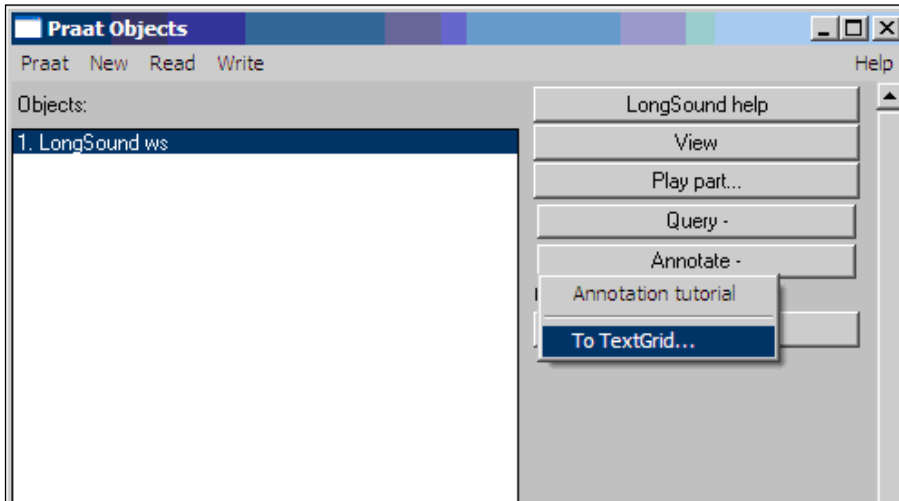 Praat Objects
Praat New Read Write Help
Objects:
LongSound help
1. LongSound ws
View
Play part...
Query -
Annotate -
Annotation tutorial
To TextGrid...